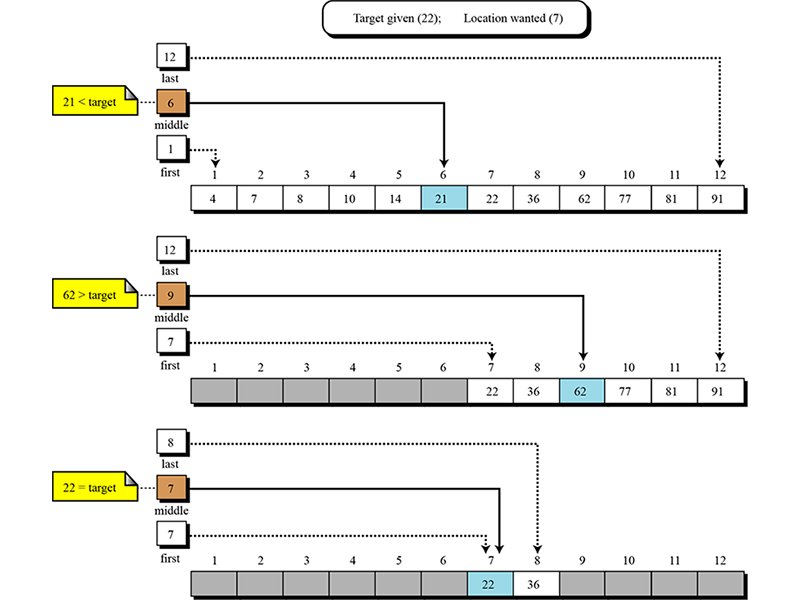 Target given (22); Location wanted (7)
12
last
21 < target
6
middle
1
first
1 2 3 4 5 6 7 8 9 10 11 12
4 7 8 10 14 21 22 36 62 77 81 91
12
last
62 > target
9
middle
7
first
1 2 3 4 5 6 7 8 9 10 11 12
22 36 62 77 81 91
8
last
22 = target
7
middle
7
first
1 2 3 4 5 6 7 8 9 10 11 12
22 36